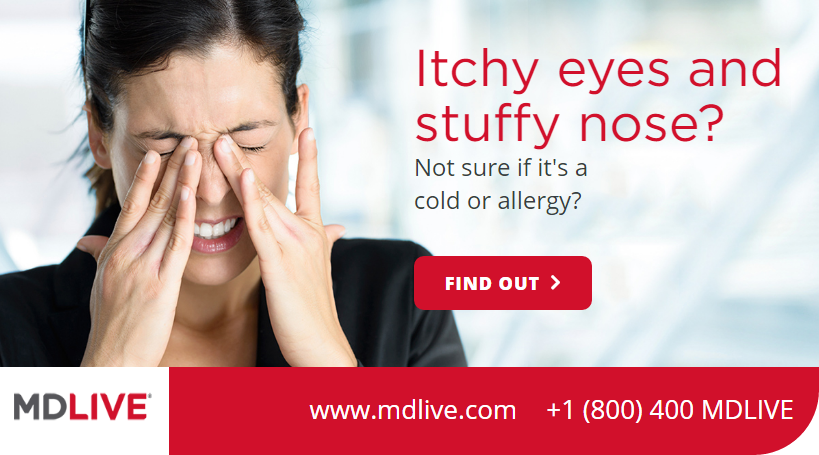 Itchy eyes and
stuffy nose?
Not sure if it's a
cold or allergy?
FIND OUT
MDLIVE®
www.mdlive.com +1 (800) 400 MDLIVE